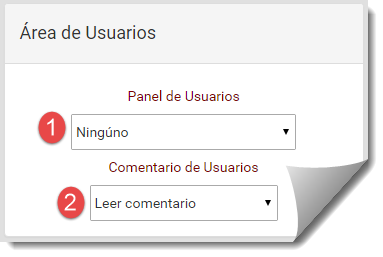 Área de Usuarios
Panel de Usuarios
1
Ningúno
Comentario de Usuarios
2
Leer comentario